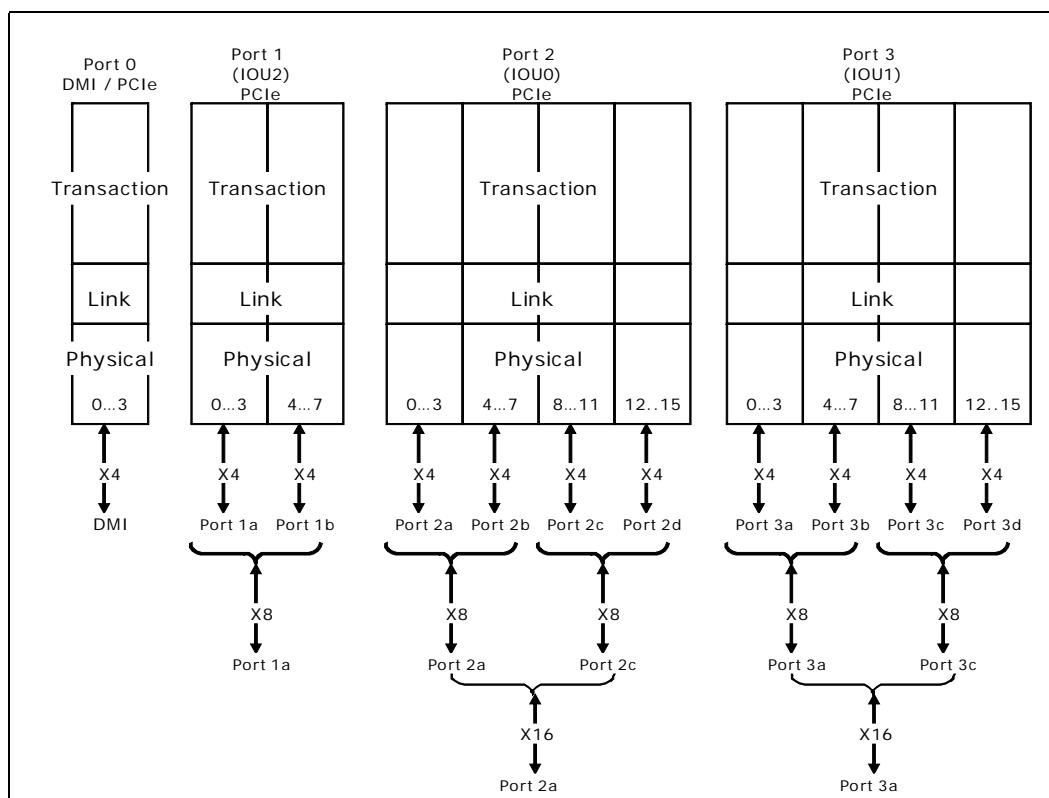 Port 0
DMI / PCIe
Port 1
(IOU2)
PCIe
Port 2
(IOU0)
PCIe
Port 3
(IOU1)
PCIe
Transaction
Transaction
Transaction
Transaction
Link
Link
Link
Link
Physical
Physical
Physical
Physical
0...3
0...3
4...7
0...3
4...7
8...11
12..15
0...3
4...7
8...11
12..15
X4
X4
X4
X4
X4
X4
X4
X4
X4
X4
X4
DMI
Port 1a
Port 1b
Port 2a
Port 2b
Port 2c
Port 2d
Port 3a
Port 3b
Port 3c
Port 3d
X8
X8
X8
X8
X8
Port 1a
Port 2a
Port 2c
Port 3a
Port 3c
X16
X16
Port 2a
Port 3a